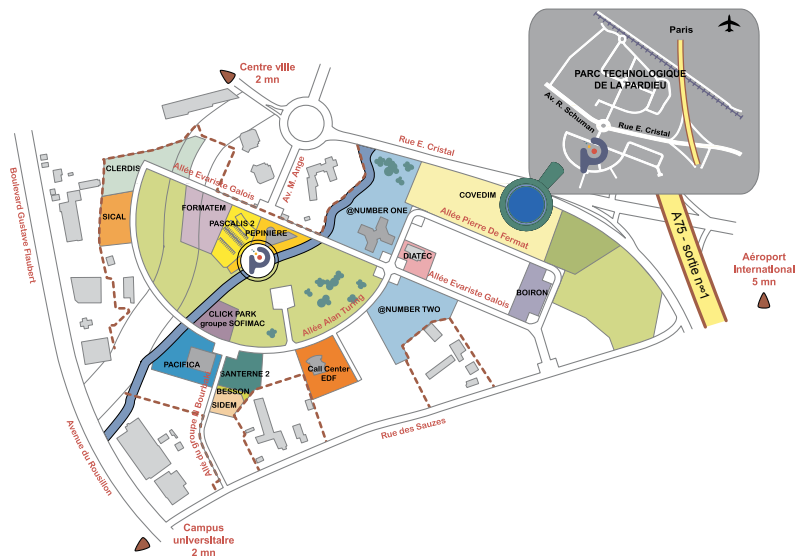 Paris
PARC TECHNOLOGIQUE
DE LA PARDIEU
Av. R. Schuman
Rue E. Cristal
Centre ville
2 mn
Rue E. Cristal
Boulevard Gustave Flaubert
CLERDIS
Allée Evariste Galois
Av. M. Ange
COVEDIM
SICAL
FORMATEM
PASCALIS 2
PEPINIERE
@NUMBER ONE
Allée Pierre De Fermat
A75 - sortie n∞1
DIATEC
Allée Evariste Galois
BOIRON
Aéroport
International
5 mn
CLICK PARK
groupe SOFIMAC
Allée Alan Turing
@NUMBER TWO
PACIFICA
SANTERNE 2
Call Center
EDF
BESSON
SIDEM
Allé du groupe N Bourbaki
Rue des Sauzes
Avenue du Rousillon
Campus
universitaire
2 mn